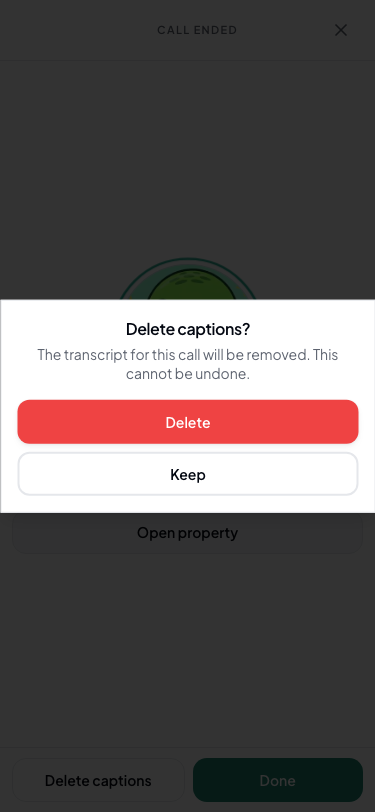 CALL ENDED
Delete captions?
The transcript for this call will be removed. This
cannot be undone.
Delete
Keep
Open property
Delete captions
Done